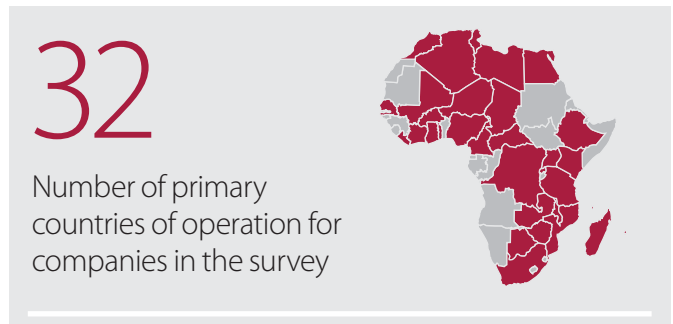 32
Number of primary
countries of operation for
companies in the survey